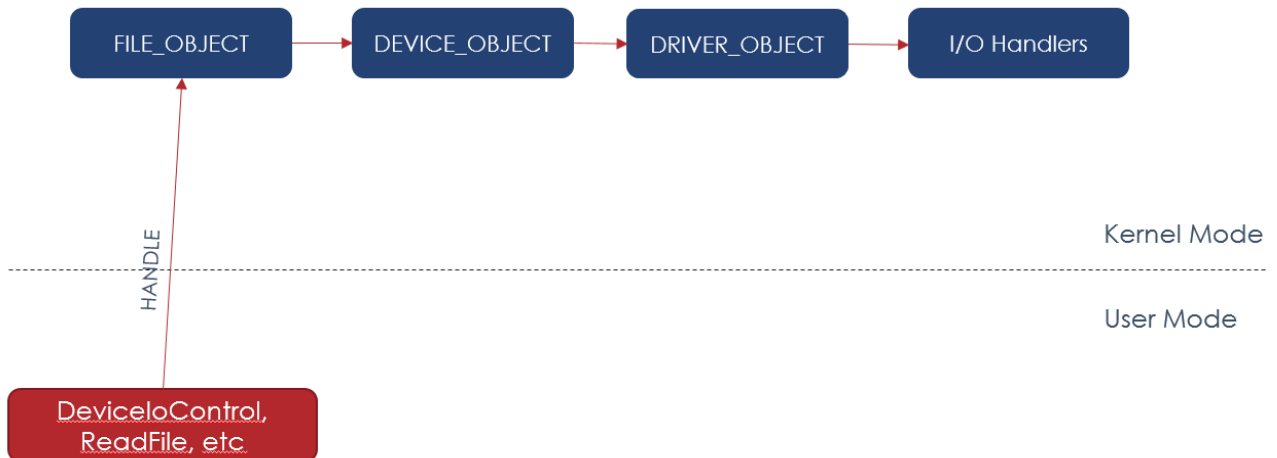 FILE_OBJECT
DEVICE_OBJECT
DRIVER_OBJECT
I/O Handlers
HANDLE
Kernel Mode
User Mode
DeviceIoControl,
ReadFile, etc